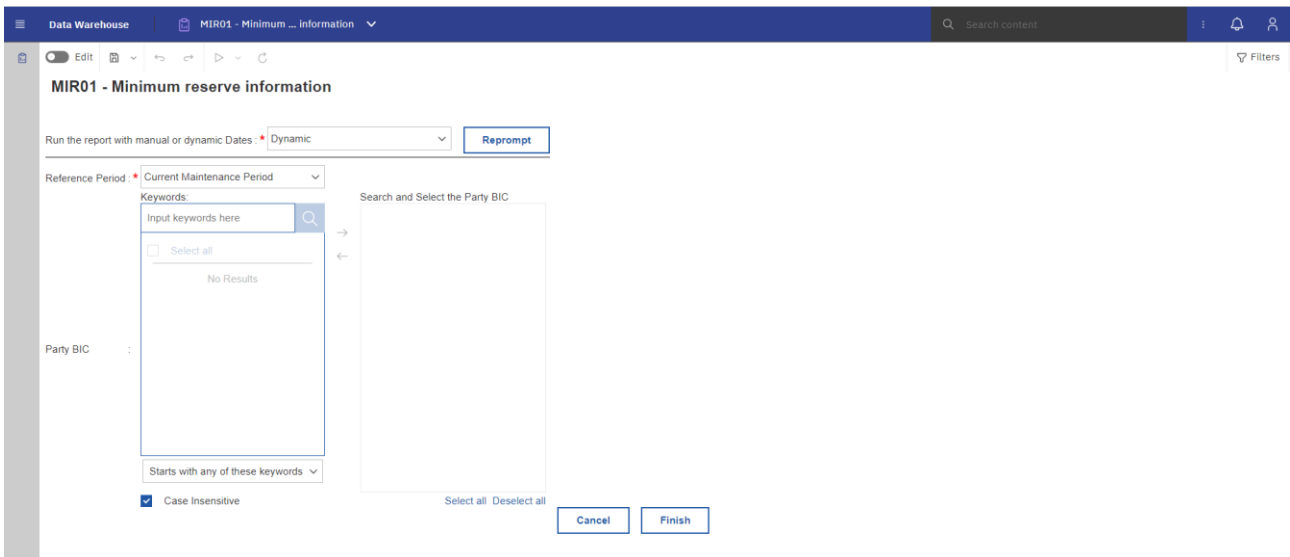 Data Warehouse MIR01 - Minimum ... information Search content
Edit Filters
MIR01 - Minimum reserve information
Run the report with manual or dynamic Dates : * Dynamic Reprompt
Reference Period : * Current Maintenance Period
Keywords: Search and Select the Party BIC
Input keywords here
Select all
No Results
Party BIC :
Starts with any of these keywords
Case Insensitive Select all Deselect all
Cancel Finish